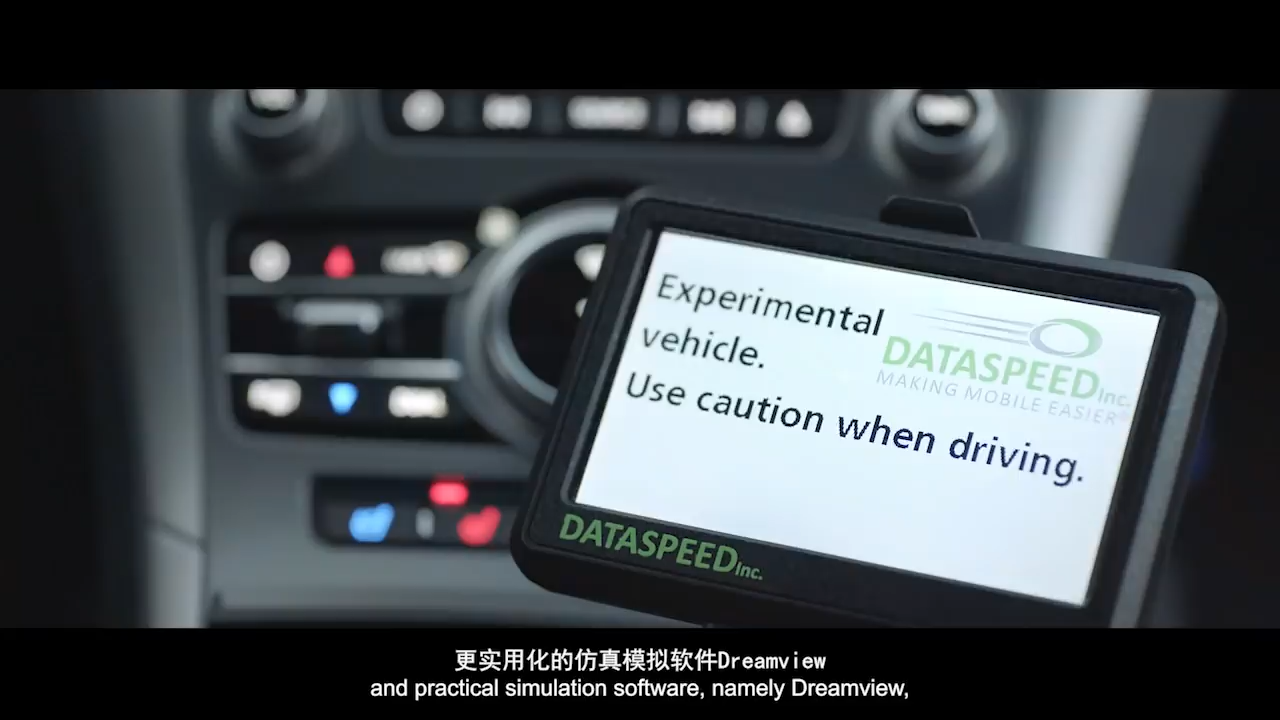 Experimental
vehicle.
Use caution when driving.
DATASPEED Inc.
MAKING MOBILE EASIER®
DATASPEED Inc.
更实用化的仿真模拟软件Dreamview
and practical simulation software, namely Dreamview,